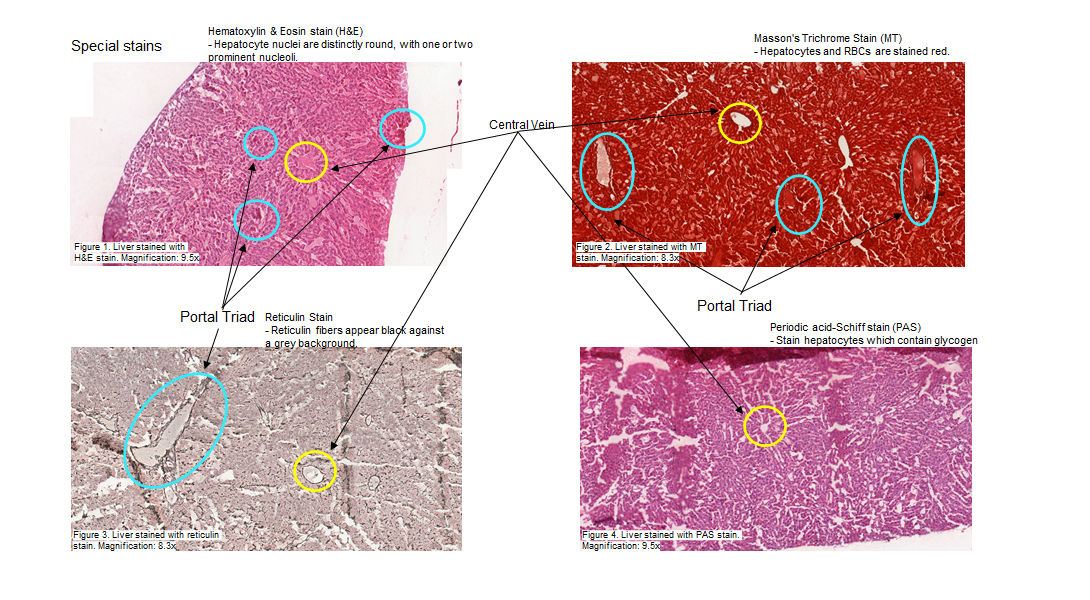 Special stains
Hematoxylin & Eosin stain (H&E)
- Hepatocyte nuclei are distinctly round, with one or two
prominent nucleoli.
Masson's Trichrome Stain (MT)
- Hepatocytes and RBCs are stained red.
Central Vein
Figure 1. Liver stained with
H&E stain. Magnification: 9.5x
Figure 2. Liver stained with MT
stain. Magnification: 8.3x
Portal Triad
Portal Triad
Reticulin Stain
- Reticulin fibers appear black against
a grey background.
Periodic acid-Schiff stain (PAS)
- Stain hepatocytes which contain glycogen
Figure 3. Liver stained with reticulin
stain. Magnification: 8.3x
Figure 4. Liver stained with PAS stain.
Magnification: 9.5x